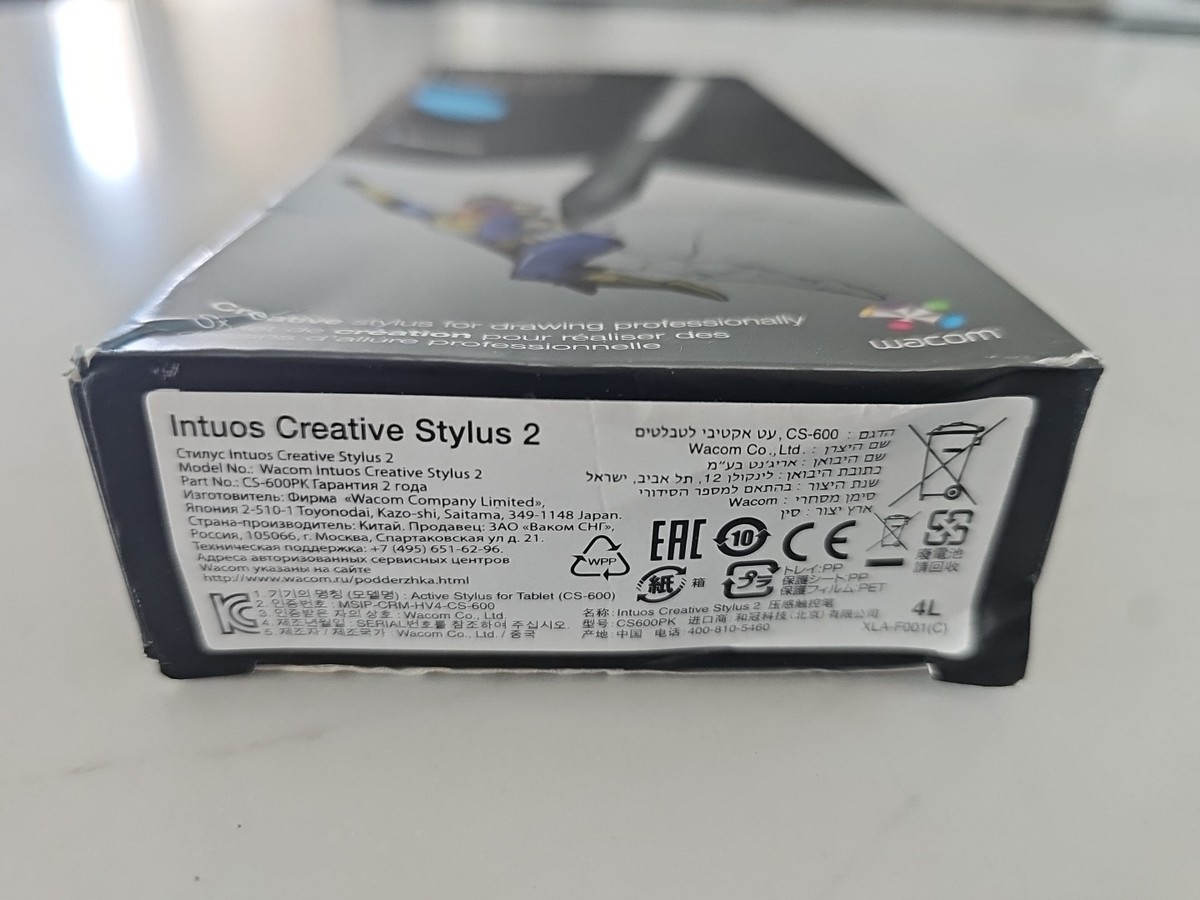 stylus for drawing professionally
de création pour réaliser des
d'allure professionnelle
wacom
Intuos Creative Stylus 2
Стилус Intuos Creative Stylus 2
Model No.: Wacom Intuos Creative Stylus 2
Part No.: CS-600PK Гарантия 2 года
Изготовитель: Фирма «Wacom Company Limited»,
Япония 2-510-1 Toyonodai, Kazo-shi, Saitama, 349-1148 Japan.
Страна-производитель: Китай. Продавец: ЗАО «Ваком СНГ»,
Россия, 105066, г. Москва, Спартаковская ул д. 21.
Техническая поддержка: +7 (495) 651-62-96.
Адреса авторизованных сервисных центров
Wacom указаны на сайте
http://www.wacom.ru/podderzhka.html
הדגם : CS-600, עט אקטיבי לטבלטים
שם היצרן : .Wacom Co., Ltd
שם היבואן : אריג'נט בע"מ
כתובת היבואן : לינקולן 12, תל אביב, ישראל
שנת היצור : בהתאם למספר הסידורי
סימן מסחרי : Wacom
ארץ יצור : סין
WPP
EAC
10
CE
廃電池
請回收
紙 箱
プラ
トレイ:PP
保護シート:PP
保護フィルム:PET
KC
1. 기기의 명칭 (모델명) : Active Stylus for Tablet (CS-600)
2. 인증번호 : MSIP-CRM-HV4-CS-600
3. 인증받은 자의 상호 : Wacom Co., Ltd.
4. 제조년월일 : SERIAL번호를 참조하여 주십시오.
5. 제조자 / 제조국가 : Wacom Co., Ltd. / 중국
名称: Intuos Creative Stylus 2 压感触控笔
型号: CS600PK 进口商: 和冠科技(北京)有限公司
产地: 中国 电话 400-810-5460
4L
XLA-F001(C)